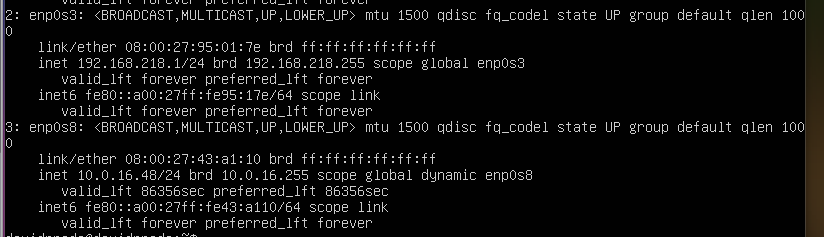 2: enp0s3: <BROADCAST,MULTICAST,UP,LOWER_UP> mtu 1500 qdisc fq_codel state UP group default qlen 100
0
link/ether 08:00:27:95:01:7e brd ff:ff:ff:ff:ff:ff
inet 192.168.218.1/24 brd 192.168.218.255 scope global enp0s3
valid_lft forever preferred_lft forever
inet6 fe80::a00:27ff:fe95:17e/64 scope link
valid_lft forever preferred_lft forever
3: enp0s8: <BROADCAST,MULTICAST,UP,LOWER_UP> mtu 1500 qdisc fq_codel state UP group default qlen 100
0
link/ether 08:00:27:43:a1:10 brd ff:ff:ff:ff:ff:ff
inet 10.0.16.48/24 brd 10.0.16.255 scope global dynamic enp0s8
valid_lft 86356sec preferred_lft 86356sec
inet6 fe80::a00:27ff:fe43:a110/64 scope link
valid_lft forever preferred_lft forever